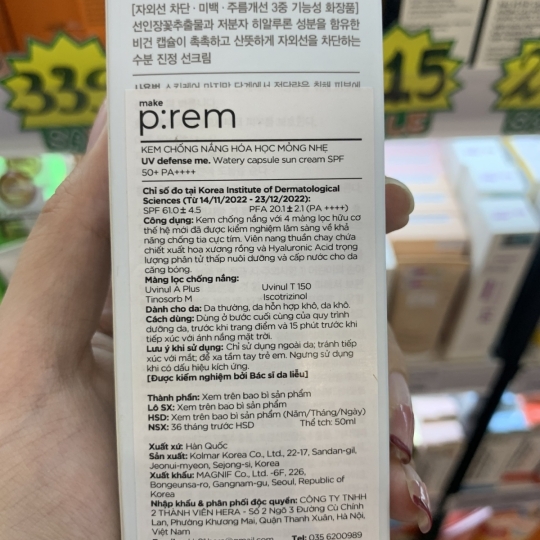 [자외선 차단 · 미백 · 주름개선 3중 기능성 화장품]
선인장꽃추출물과 저분자 히알루론 성분을 함유한
비건 캡슐이 촉촉하고 산뜻하게 자외선을 차단하는
수분 진정 선크림
make
p:rem
KEM CHỐNG NẮNG HÓA HỌC MỎNG NHẸ
UV defense me. Watery capsule sun cream SPF
50+ PA++++
Chỉ số đo tại Korea Institute of Dermatological
Sciences (Từ 14/11/2022 - 23/12/2022):
SPF 61.0± 4.5 PFA 20.1±2.1 (PA ++++)
Công dụng: Kem chống nắng với 4 màng lọc hữu cơ
thế hệ mới đã được kiểm nghiệm lâm sàng về khả
năng chống tia cực tím. Viên nang thuần chay chứa
chiết xuất hoa xương rồng và Hyaluronic Acid trọng
lượng phân tử thấp nuôi dưỡng và cấp nước cho da
căng bóng.
Màng lọc chống nắng:
Uvinul A Plus Uvinul T 150
Tinosorb M Iscotrizinol
Dành cho da: Da thường, da hỗn hợp khô, da khô.
Cách dùng: Dùng ở bước cuối cùng của quy trình
dưỡng da, trước khi trang điểm và 15 phút trước khi
tiếp xúc với ánh nắng mặt trời.
Lưu ý khi sử dụng: Chỉ sử dụng ngoài da; tránh tiếp
xúc với mắt; để xa tầm tay trẻ em. Ngưng sử dụng
khi có dấu hiệu kích ứng.
[Được kiểm nghiệm bởi Bác sĩ da liễu]
Thành phần: Xem trên bao bì sản phẩm
Lô SX: Xem trên bao bì sản phẩm
HSD: Xem trên bao bì sản phẩm (Năm/Tháng/Ngày)
NSX: 36 tháng trước HSD Thể tích: 50ml
Xuất xứ: Hàn Quốc
Sản xuất: Kolmar Korea Co., Ltd., 22-17, Sandan-gil,
Jeonui-myeon, Sejong-si, Korea
Xuất khẩu: MAGNIF Co., Ltd. -6F, 226,
Bongeunsa-ro, Gangnam-gu, Seoul, Republic of
Korea
Nhập khẩu & phân phối độc quyền: CÔNG TY TNHH
2 THÀNH VIÊN HERA - Số 2 Ngõ 3 Đường Cù Chính
Lan, Phường Khương Mai, Quận Thanh Xuân, Hà Nội,
Việt Nam
Tel: 035 6200989
339
15